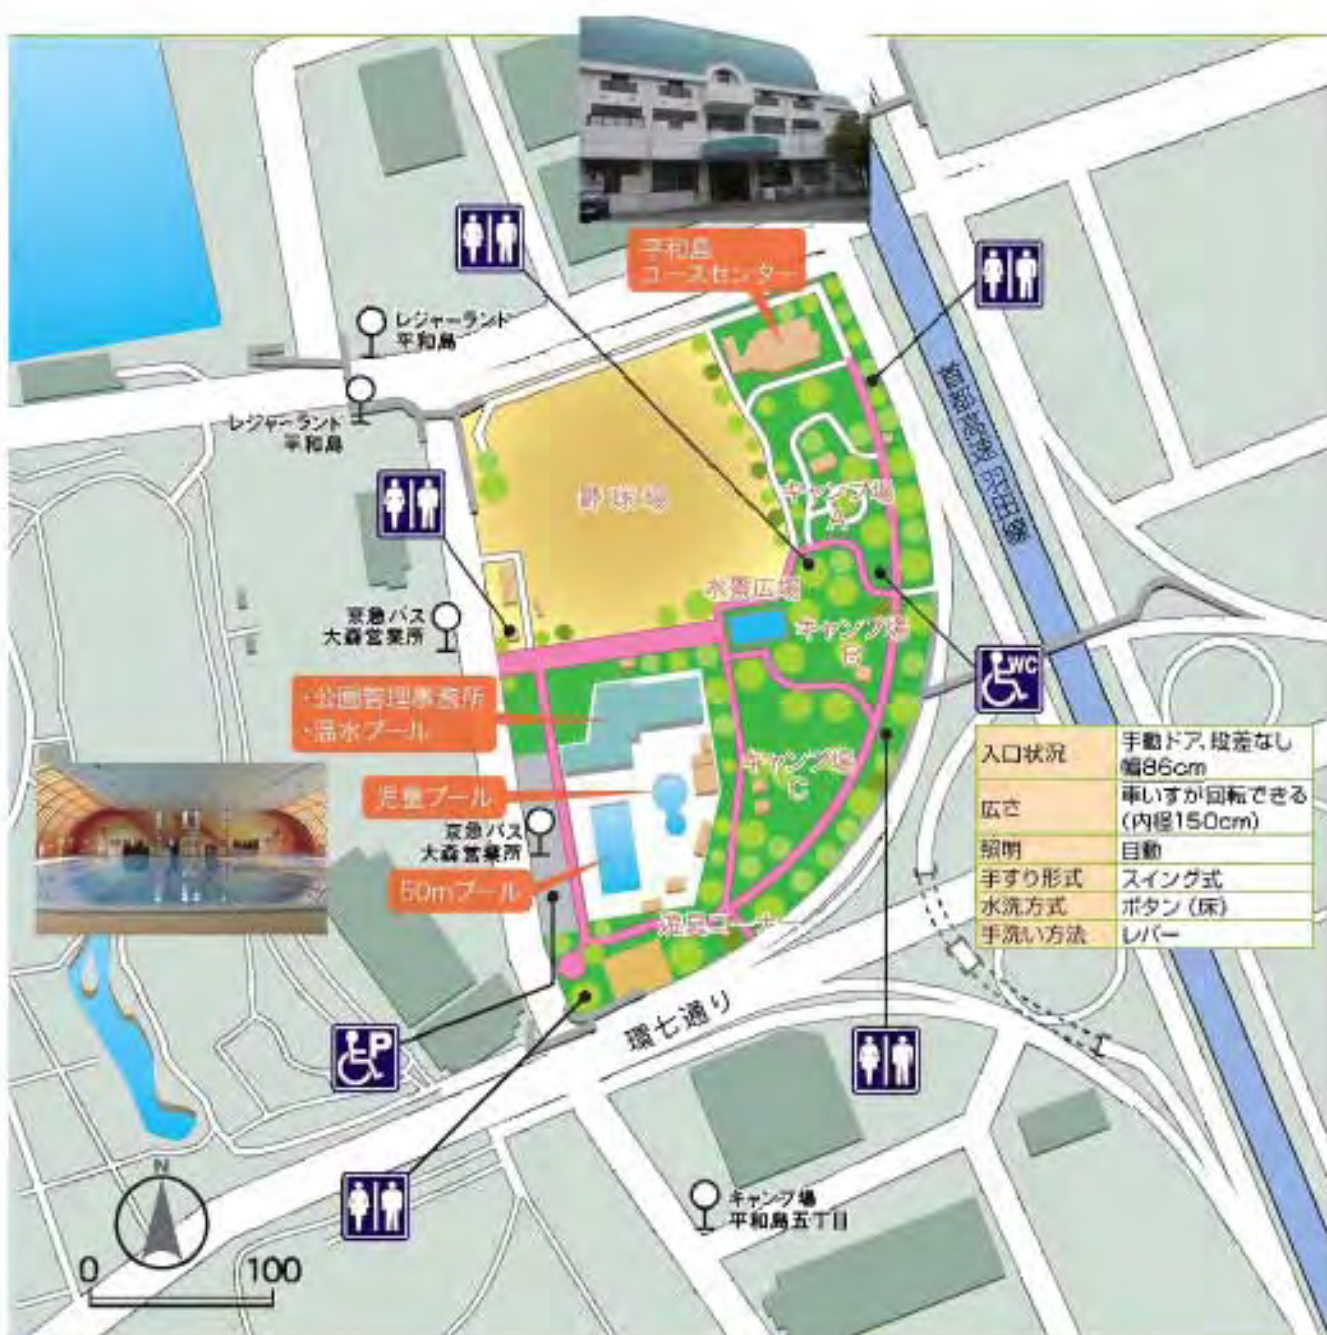 平和島
ユースセンター
レジャーランド
平和島
レジャーランド
平和島
首都高速羽田線
野球場
キャンプ場
A
水景広場
キャンプ場
B
京急バス
大森営業所
WC
・公園管理事務所
・温水プール
キャンプ場
C
入口状況 手動ドア、段差なし
幅86cm
広さ 車いすが回転できる
(内径150cm)
照明 自動
手すり形式 スイング式
水洗方式 ボタン(床)
手洗い方法 レバー
児童プール
京急バス
大森営業所
50mプール
遊具コーナー
環七通り
P
キャンプ場
平和島五丁目
N
0 100